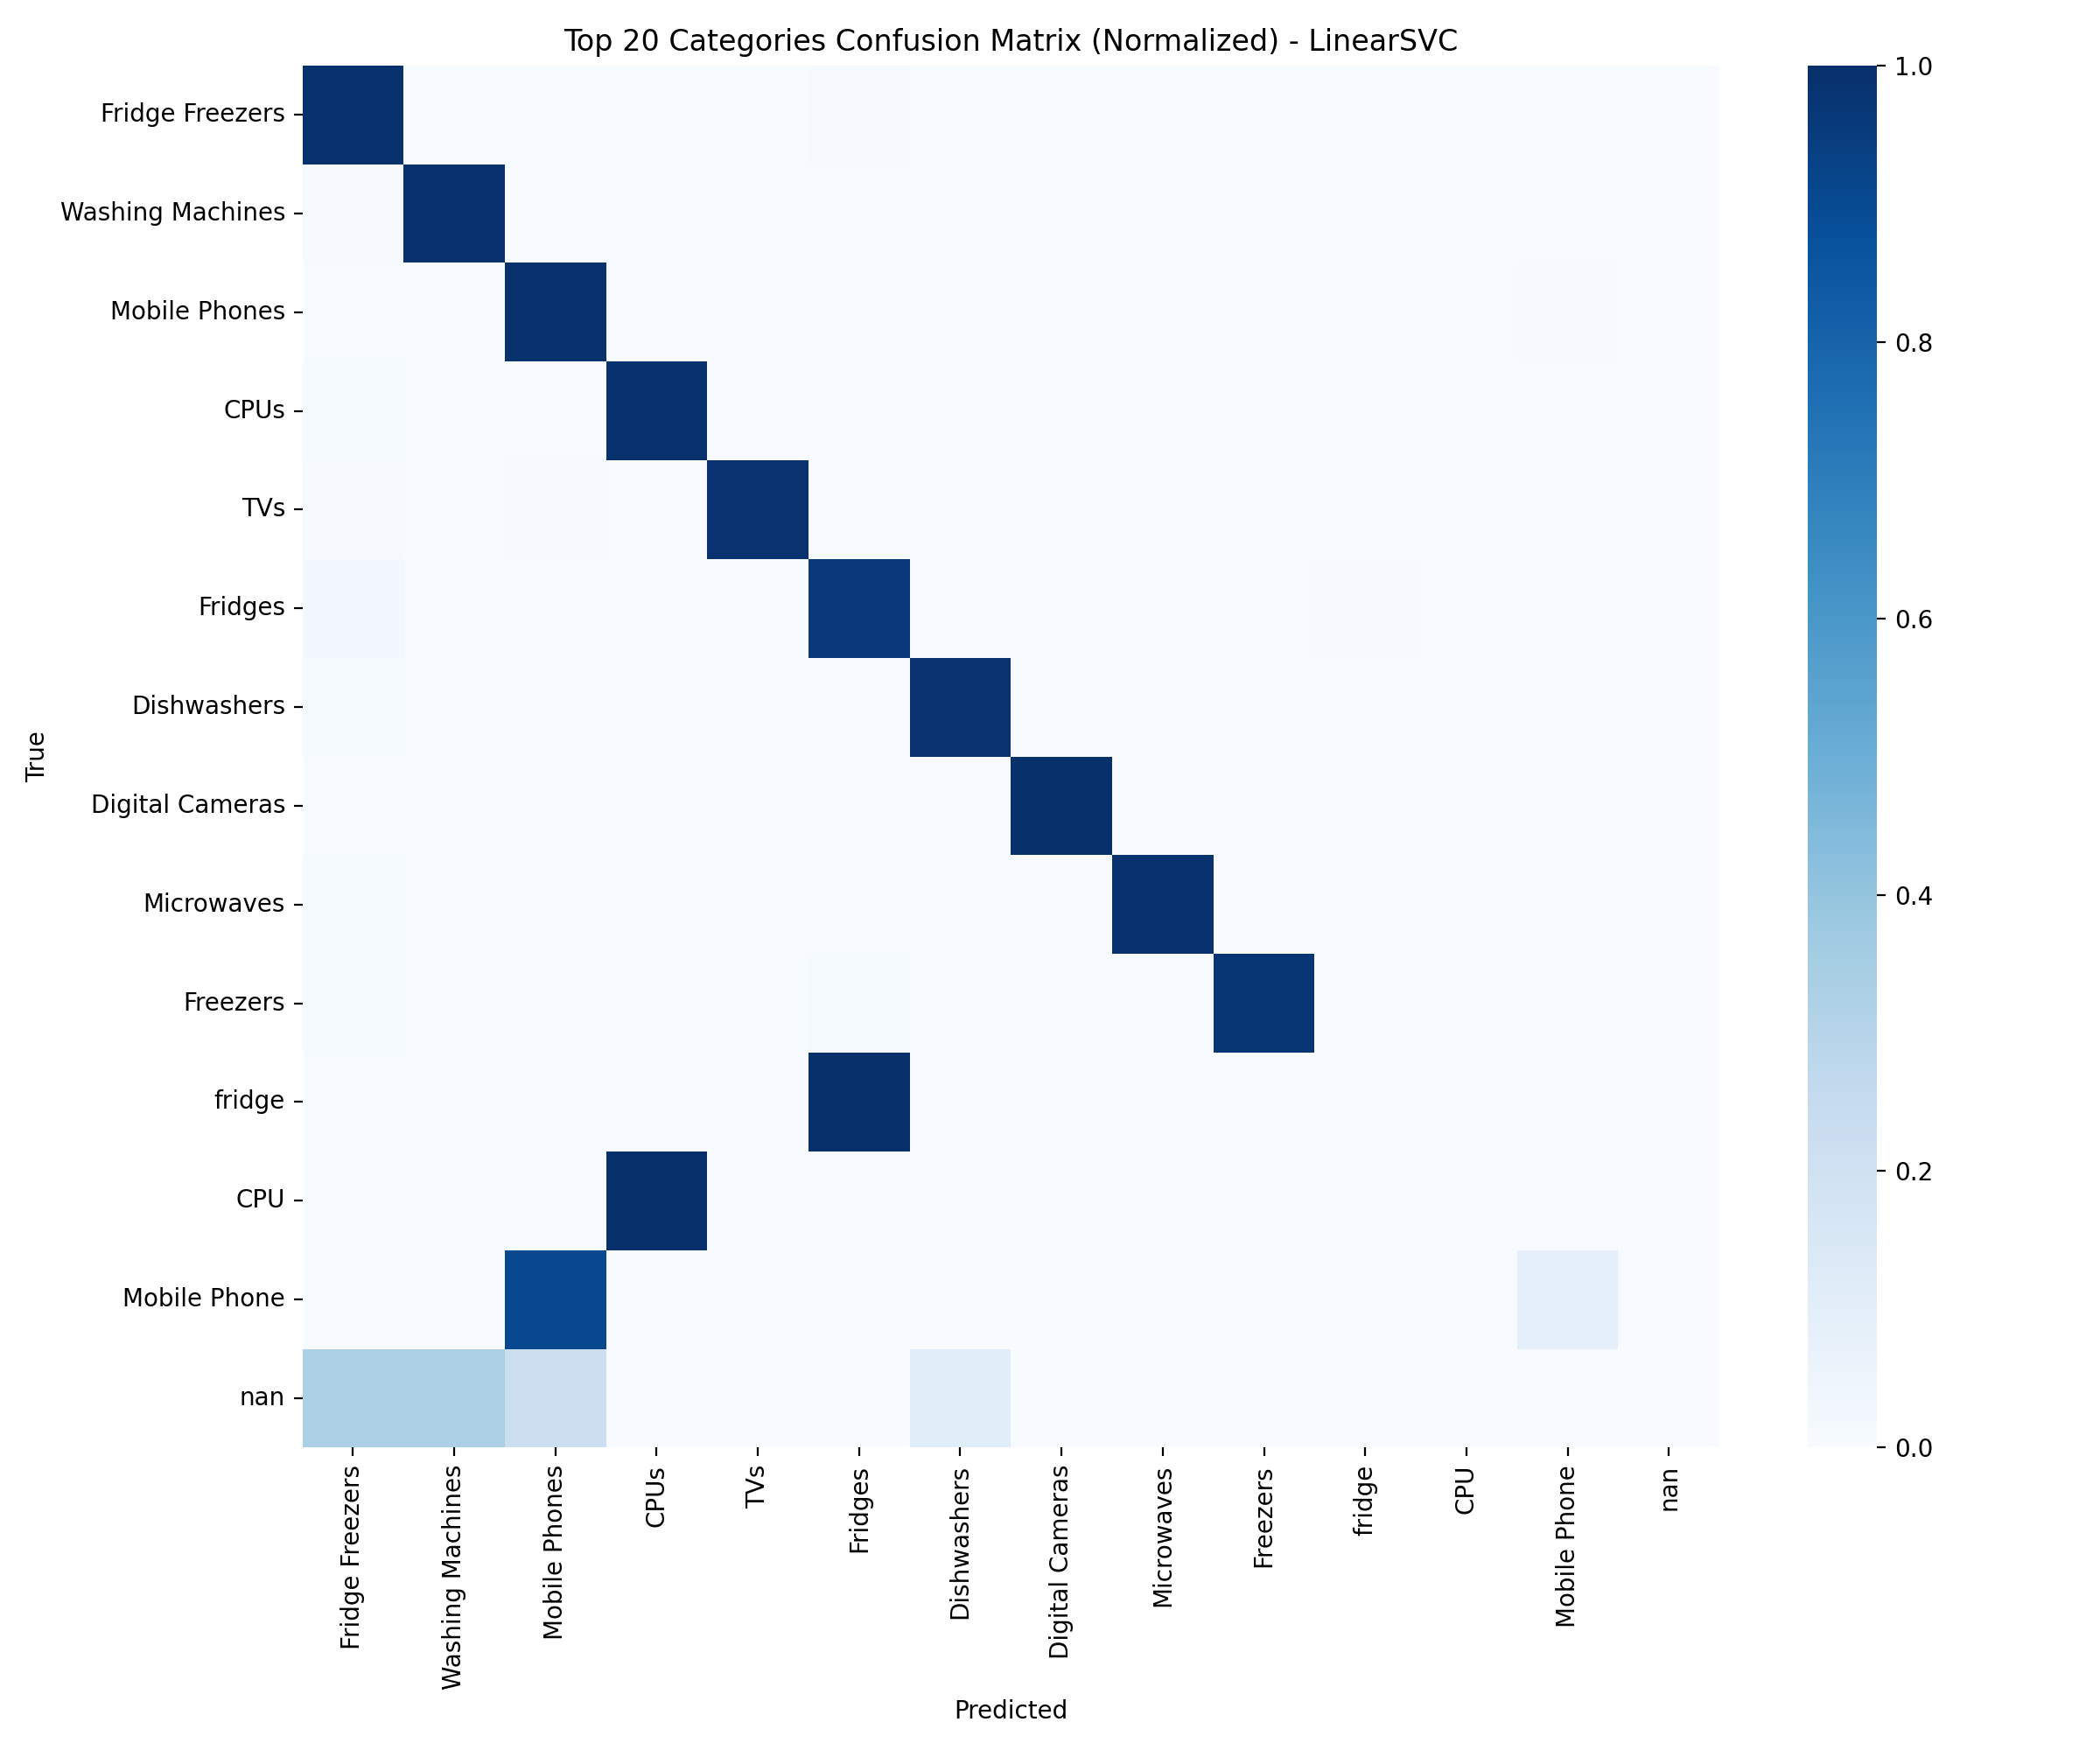 Top 20 Categories Confusion Matrix (Normalized) - LinearSVC
True
Fridge Freezers
Washing Machines
Mobile Phones
CPUs
TVs
Fridges
Dishwashers
Digital Cameras
Microwaves
Freezers
fridge
CPU
Mobile Phone
nan
Fridge Freezers
Washing Machines
Mobile Phones
CPUs
TVs
Fridges
Dishwashers
Digital Cameras
Microwaves
Freezers
fridge
CPU
Mobile Phone
nan
Predicted
1.0
0.8
0.6
0.4
0.2
0.0